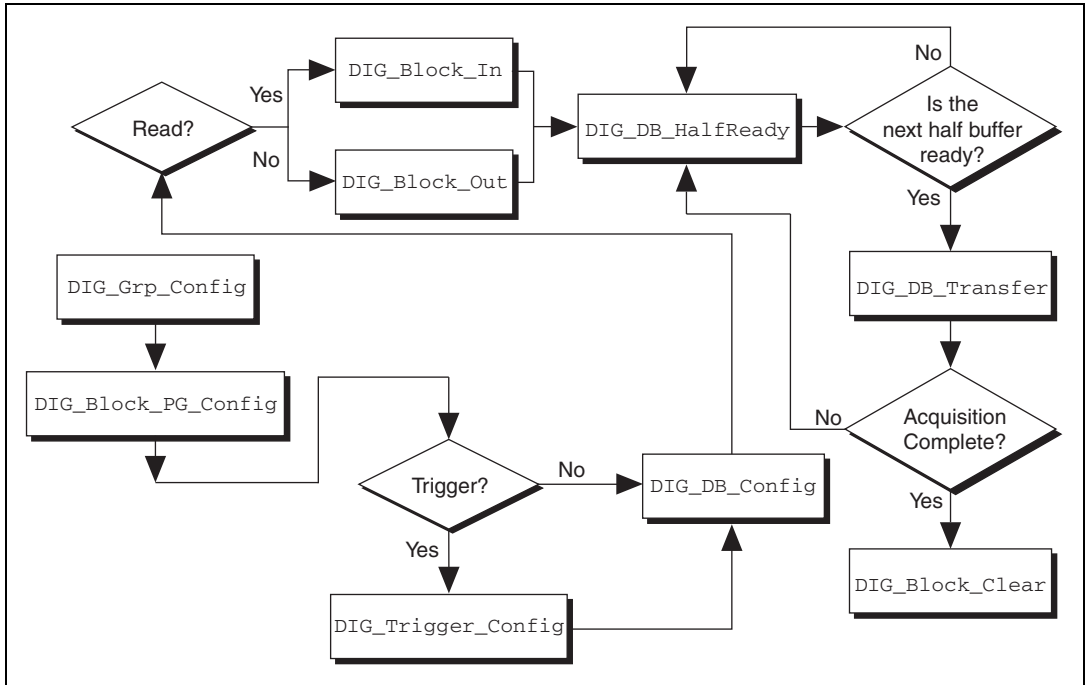 DIG_Block_In
No
Yes
Read?
DIG_DB_HalfReady
Is the
next half buffer
ready?
No
DIG_Block_Out
Yes
DIG_Grp_Config
DIG_DB_Transfer
DIG_Block_PG_Config
No
Acquisition
Complete?
Trigger?
No
DIG_DB_Config
Yes
Yes
DIG_Block_Clear
DIG_Trigger_Config